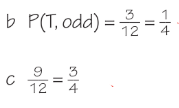 b P(T, odd) = 3/12 = 1/4
c 9/12 = 3/4